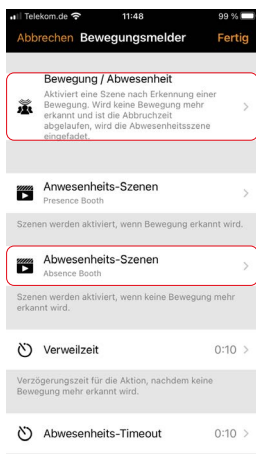 Telekom.de 11:48 99 %
Abbrechen Bewegungsmelder Fertig
Bewegung / Abwesenheit
Aktiviert eine Szene nach Erkennung einer
Bewegung. Wird keine Bewegung mehr
erkannt und ist die Abbruchzeit
abgelaufen, wird die Abwesenheitsszene
eingefadet.
Anwesenheits-Szenen
Presence Booth
Szenen werden aktiviert, wenn Bewegung erkannt wird.
Abwesenheits-Szenen
Absence Booth
Szenen werden aktiviert, wenn keine Bewegung mehr
erkannt wird.
Verweilzeit 0:10
Verzögerungszeit für die Aktion, nachdem keine
Bewegung mehr erkannt wird.
Abwesenheits-Timeout 0:10